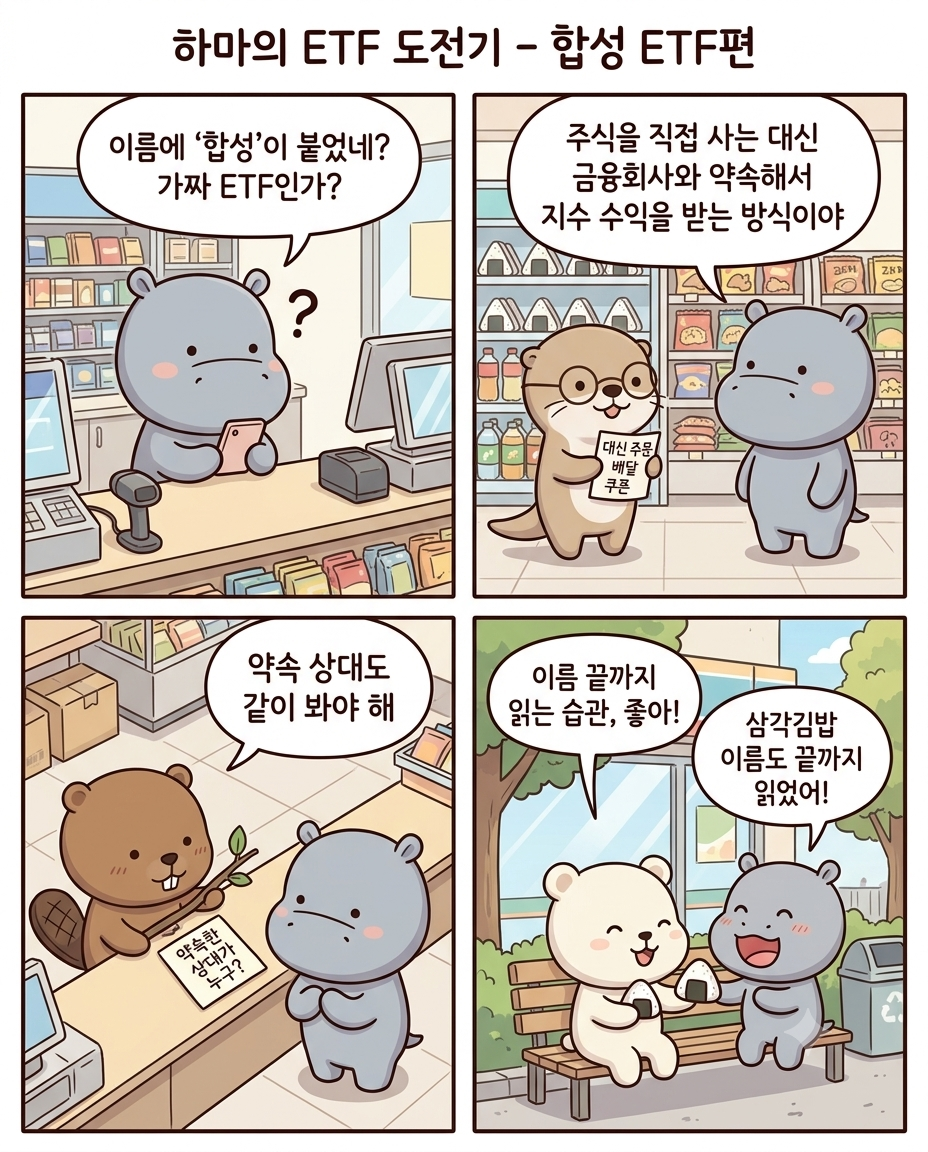 하마의 ETF 도전기 – 합성 ETF편
이름에 ‘합성’이 붙었네?
가짜 ETF인가?
?
주식을 직접 사는 대신
금융회사와 약속해서
지수 수익을 받는 방식이야
대신 주문
배달
쿠폰
약속 상대도
같이 봐야 해
약속한
상대가
누구?
이름 끝까지
읽는 습관, 좋아!
삼각김밥
이름도 끝까지
읽었어!